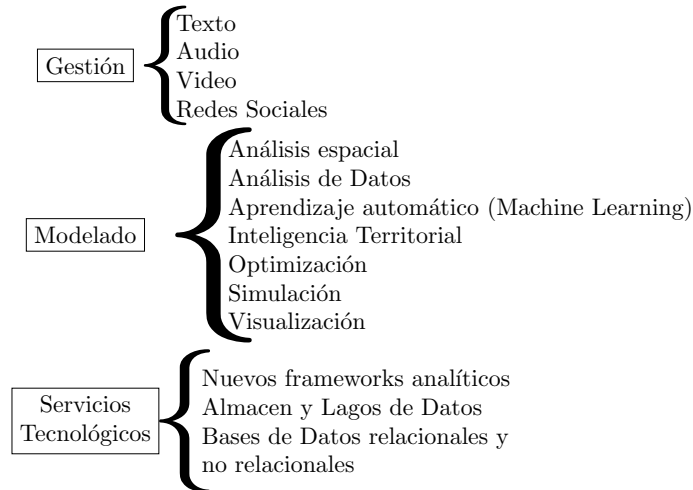 Gestión
Texto
Audio
Video
Redes Sociales
Modelado
Análisis espacial
Análisis de Datos
Aprendizaje automático (Machine Learning)
Inteligencia Territorial
Optimización
Simulación
Visualización
Servicios
Tecnológicos
Nuevos frameworks analíticos
Almacen y Lagos de Datos
Bases de Datos relacionales y
no relacionales